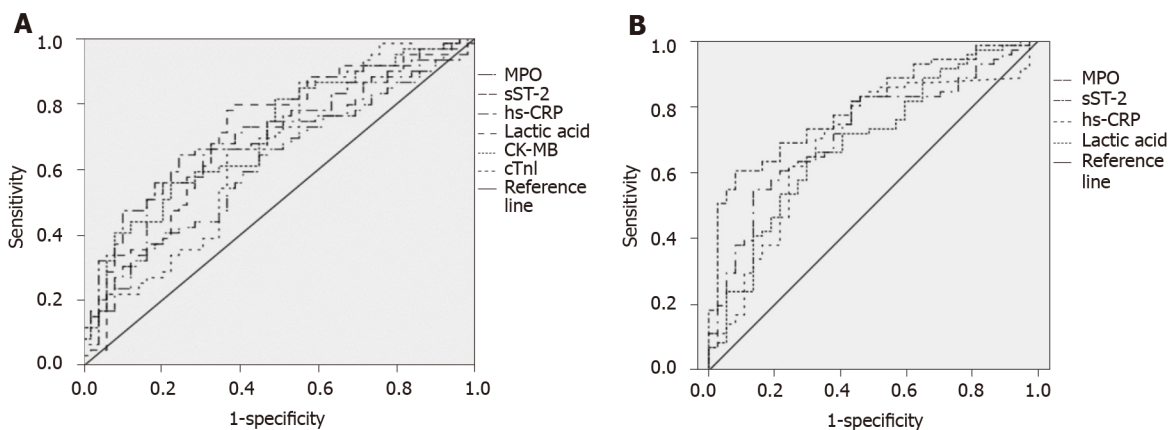 A
1.0
0.8
0.6
0.4
0.2
0.0
Sensitivity
0.0 0.2 0.4 0.6 0.8 1.0
1-specificity
MPO
sST-2
hs-CRP
Lactic acid
CK-MB
cTnl
Reference
line
B
1.0
0.8
0.6
0.4
0.2
0.0
Sensitivity
0.0 0.2 0.4 0.6 0.8 1.0
1-specificity
MPO
sST-2
hs-CRP
Lactic acid
Reference
line